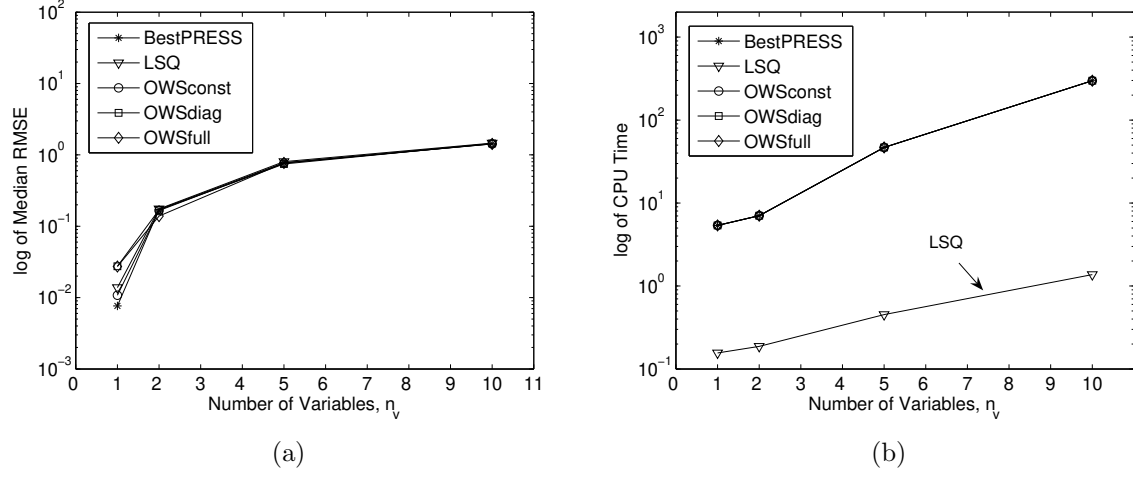 10^2
10^1
10^0
10^−1
10^−2
10^−3
log of Median RMSE
BestPRESS
LSQ
OWSconst
OWSdiag
OWSfull
0 1 2 3 4 5 6 7 8 9 10 11
Number of Variables, n_v
(a)
10^3
10^2
10^1
10^0
10^−1
log of CPU Time
BestPRESS
LSQ
OWSconst
OWSdiag
OWSfull
LSQ
0 1 2 3 4 5 6 7 8 9 10
Number of Variables, n_v
(b)